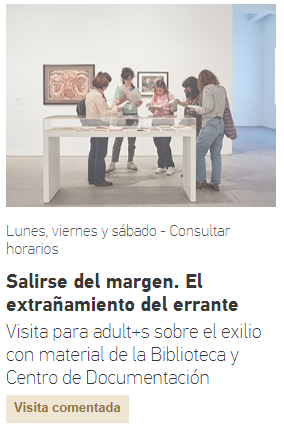 Lunes, viernes y sábado - Consultar
horarios
Salirse del margen. El
extrañamiento del errante
Visita para adult+s sobre el exilio
con material de la Biblioteca y
Centro de Documentación
Visita comentada